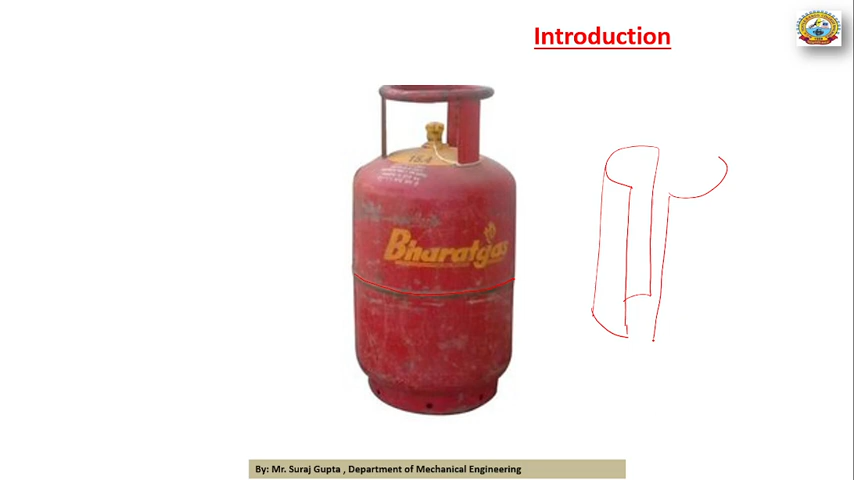 Introduction
Bharatgas
By: Mr. Suraj Gupta , Department of Mechanical Engineering